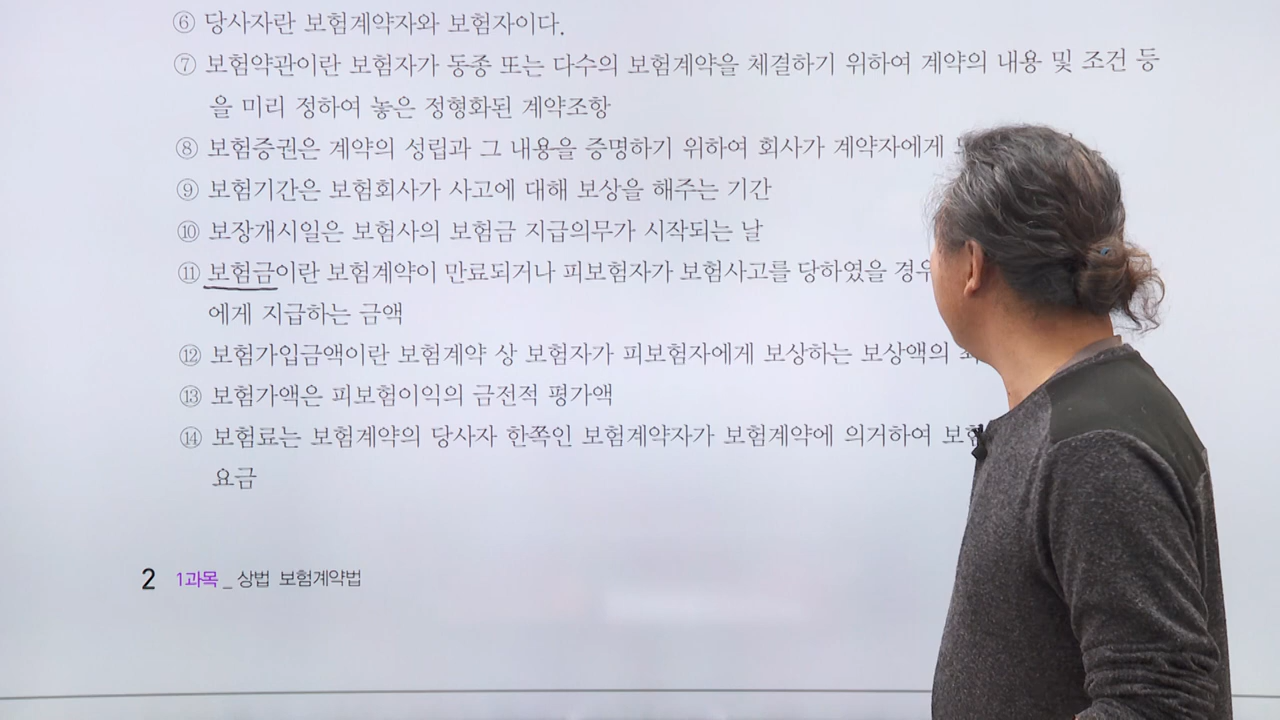 ⑥ 당사자란 보험계약자와 보험자이다.
⑦ 보험약관이란 보험자가 동종 또는 다수의 보험계약을 체결하기 위하여 계약의 내용 및 조건 등
을 미리 정하여 놓은 정형화된 계약조항
⑧ 보험증권은 계약의 성립과 그 내용을 증명하기 위하여 회사가 계약자에게
⑨ 보험기간은 보험회사가 사고에 대해 보상을 해주는 기간
⑩ 보장개시일은 보험사의 보험금 지급의무가 시작되는 날
⑪ 보험금이란 보험계약이 만료되거나 피보험자가 보험사고를 당하였을 경우
에게 지급하는 금액
⑫ 보험가입금액이란 보험계약 상 보험자가 피보험자에게 보상하는 보상액의
⑬ 보험가액은 피보험이익의 금전적 평가액
⑭ 보험료는 보험계약의 당사자 한쪽인 보험계약자가 보험계약에 의거하여
요금
2 1과목 _ 상법 보험계약법